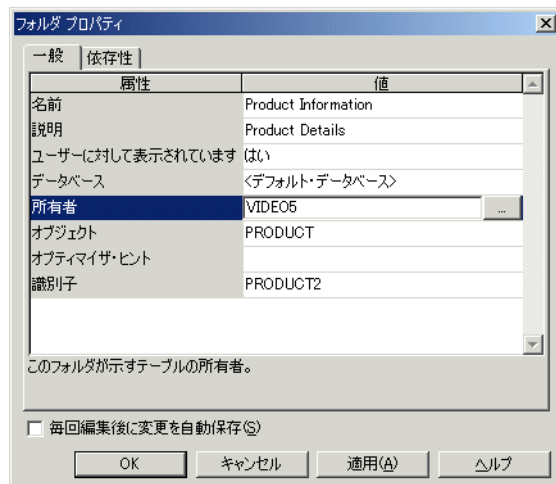 フォルダ プロパティ
一般 依存性
属性 値
名前 Product Information
説明 Product Details
ユーザーに対して表示されています はい
データベース <デフォルト・データベース>
所有者 VIDEO5 ...
オブジェクト PRODUCT
オプティマイザ・ヒント
識別子 PRODUCT2
このフォルダが示すテーブルの所有者。
毎回編集後に変更を自動保存(S)
OK キャンセル 適用(A) ヘルプ